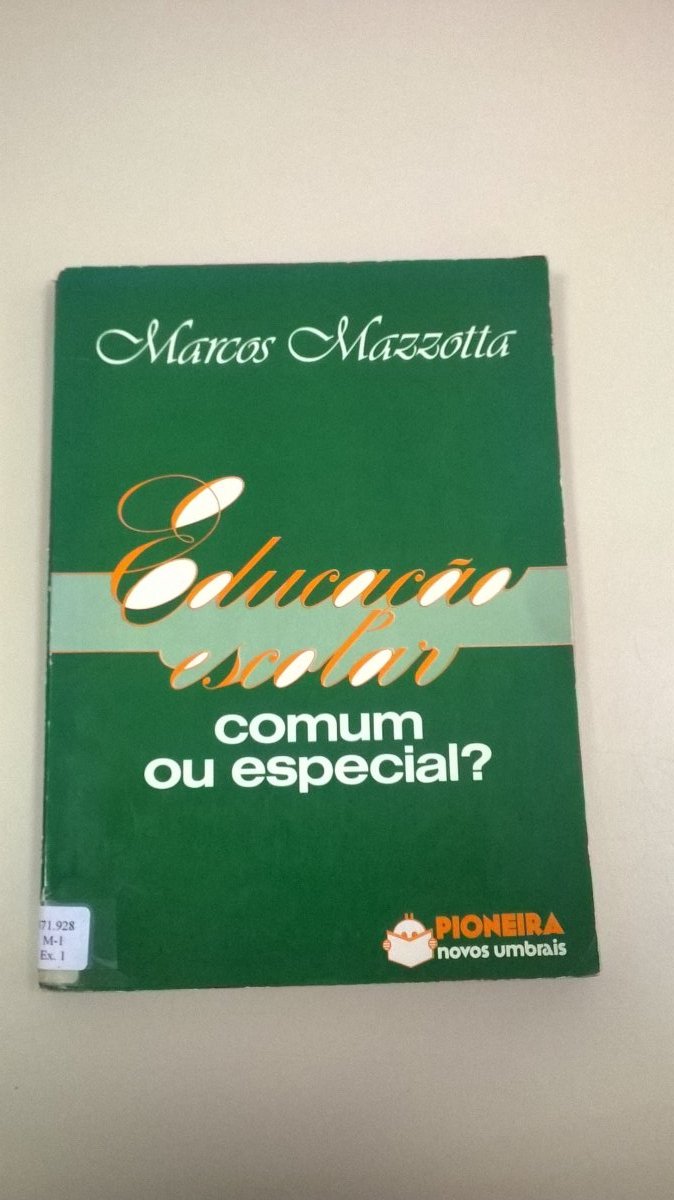 Marcos Mazzotta
Educação
escolar
comum
ou especial?
PIONEIRA
novos umbrais
71.928
M-1
Ex. 1